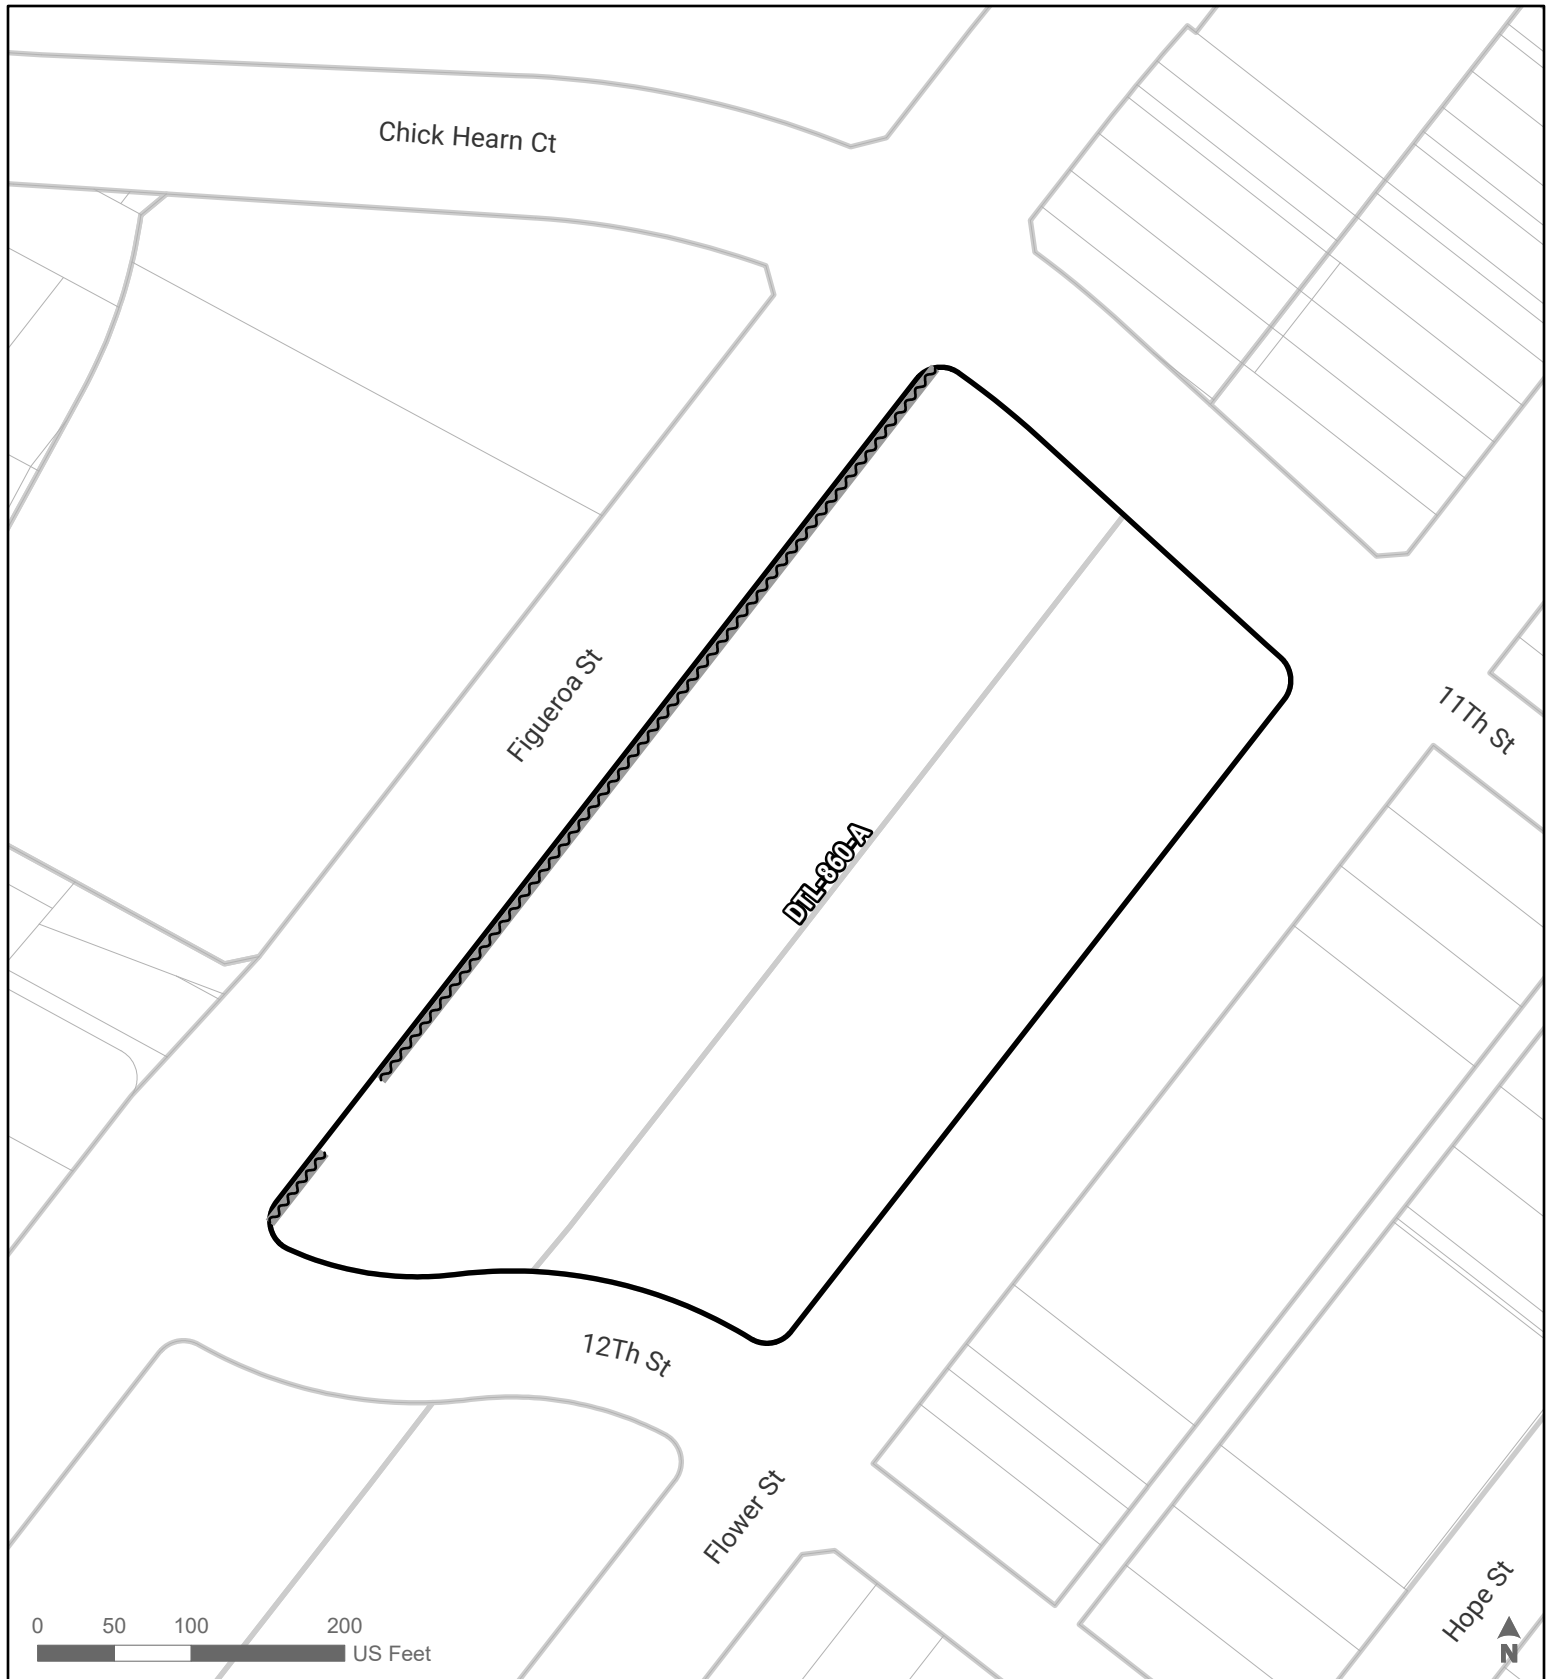 Chick Hearn Ct
Figueroa St
11Th St
DTL-860-A
12Th St
Flower St
Hope St
0 50 100 200
US Feet
N